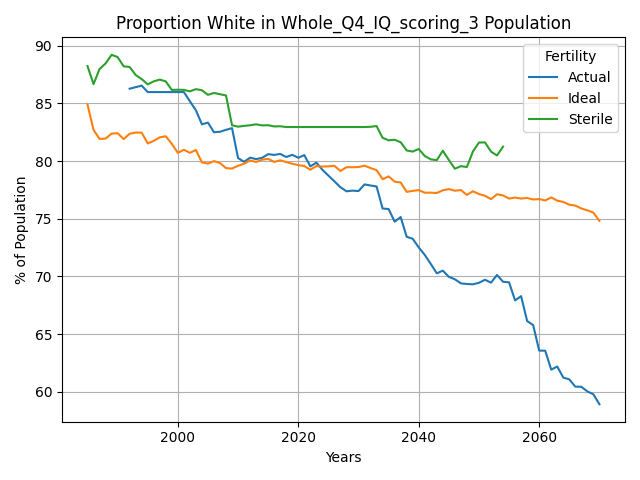 Proportion White in Whole_Q4_IQ_scoring_3 Population
Fertility
Actual
Ideal
Sterile
% of Population
90
85
80
75
70
65
60
2000
2020
2040
2060
Years